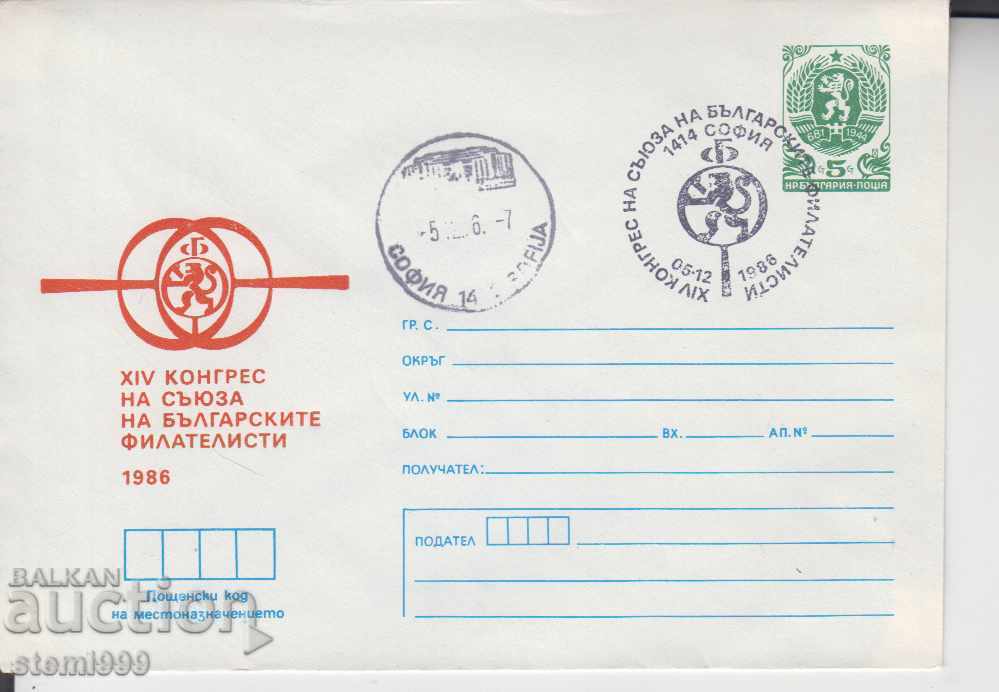 681 1944
5
НР БЪЛГАРИЯ·ПОЩА
XIV КОНГРЕС НА СЪЮЗА НА БЪЛГАРСКИТЕ ФИЛАТЕЛИСТИ
1414 СОФИЯ
05·12 1986
СОФИЯ 14
SOFIJA
XIV КОНГРЕС
НА СЪЮЗА
НА БЪЛГАРСКИТЕ
ФИЛАТЕЛИСТИ
1986
ГР. С.
ОКРЪГ
УЛ. №
БЛОК ВХ. АП. №
ПОЛУЧАТЕЛ:
ПОДАТЕЛ
Пощенски код
на местоназначението
BALKAN
auction
stemi999